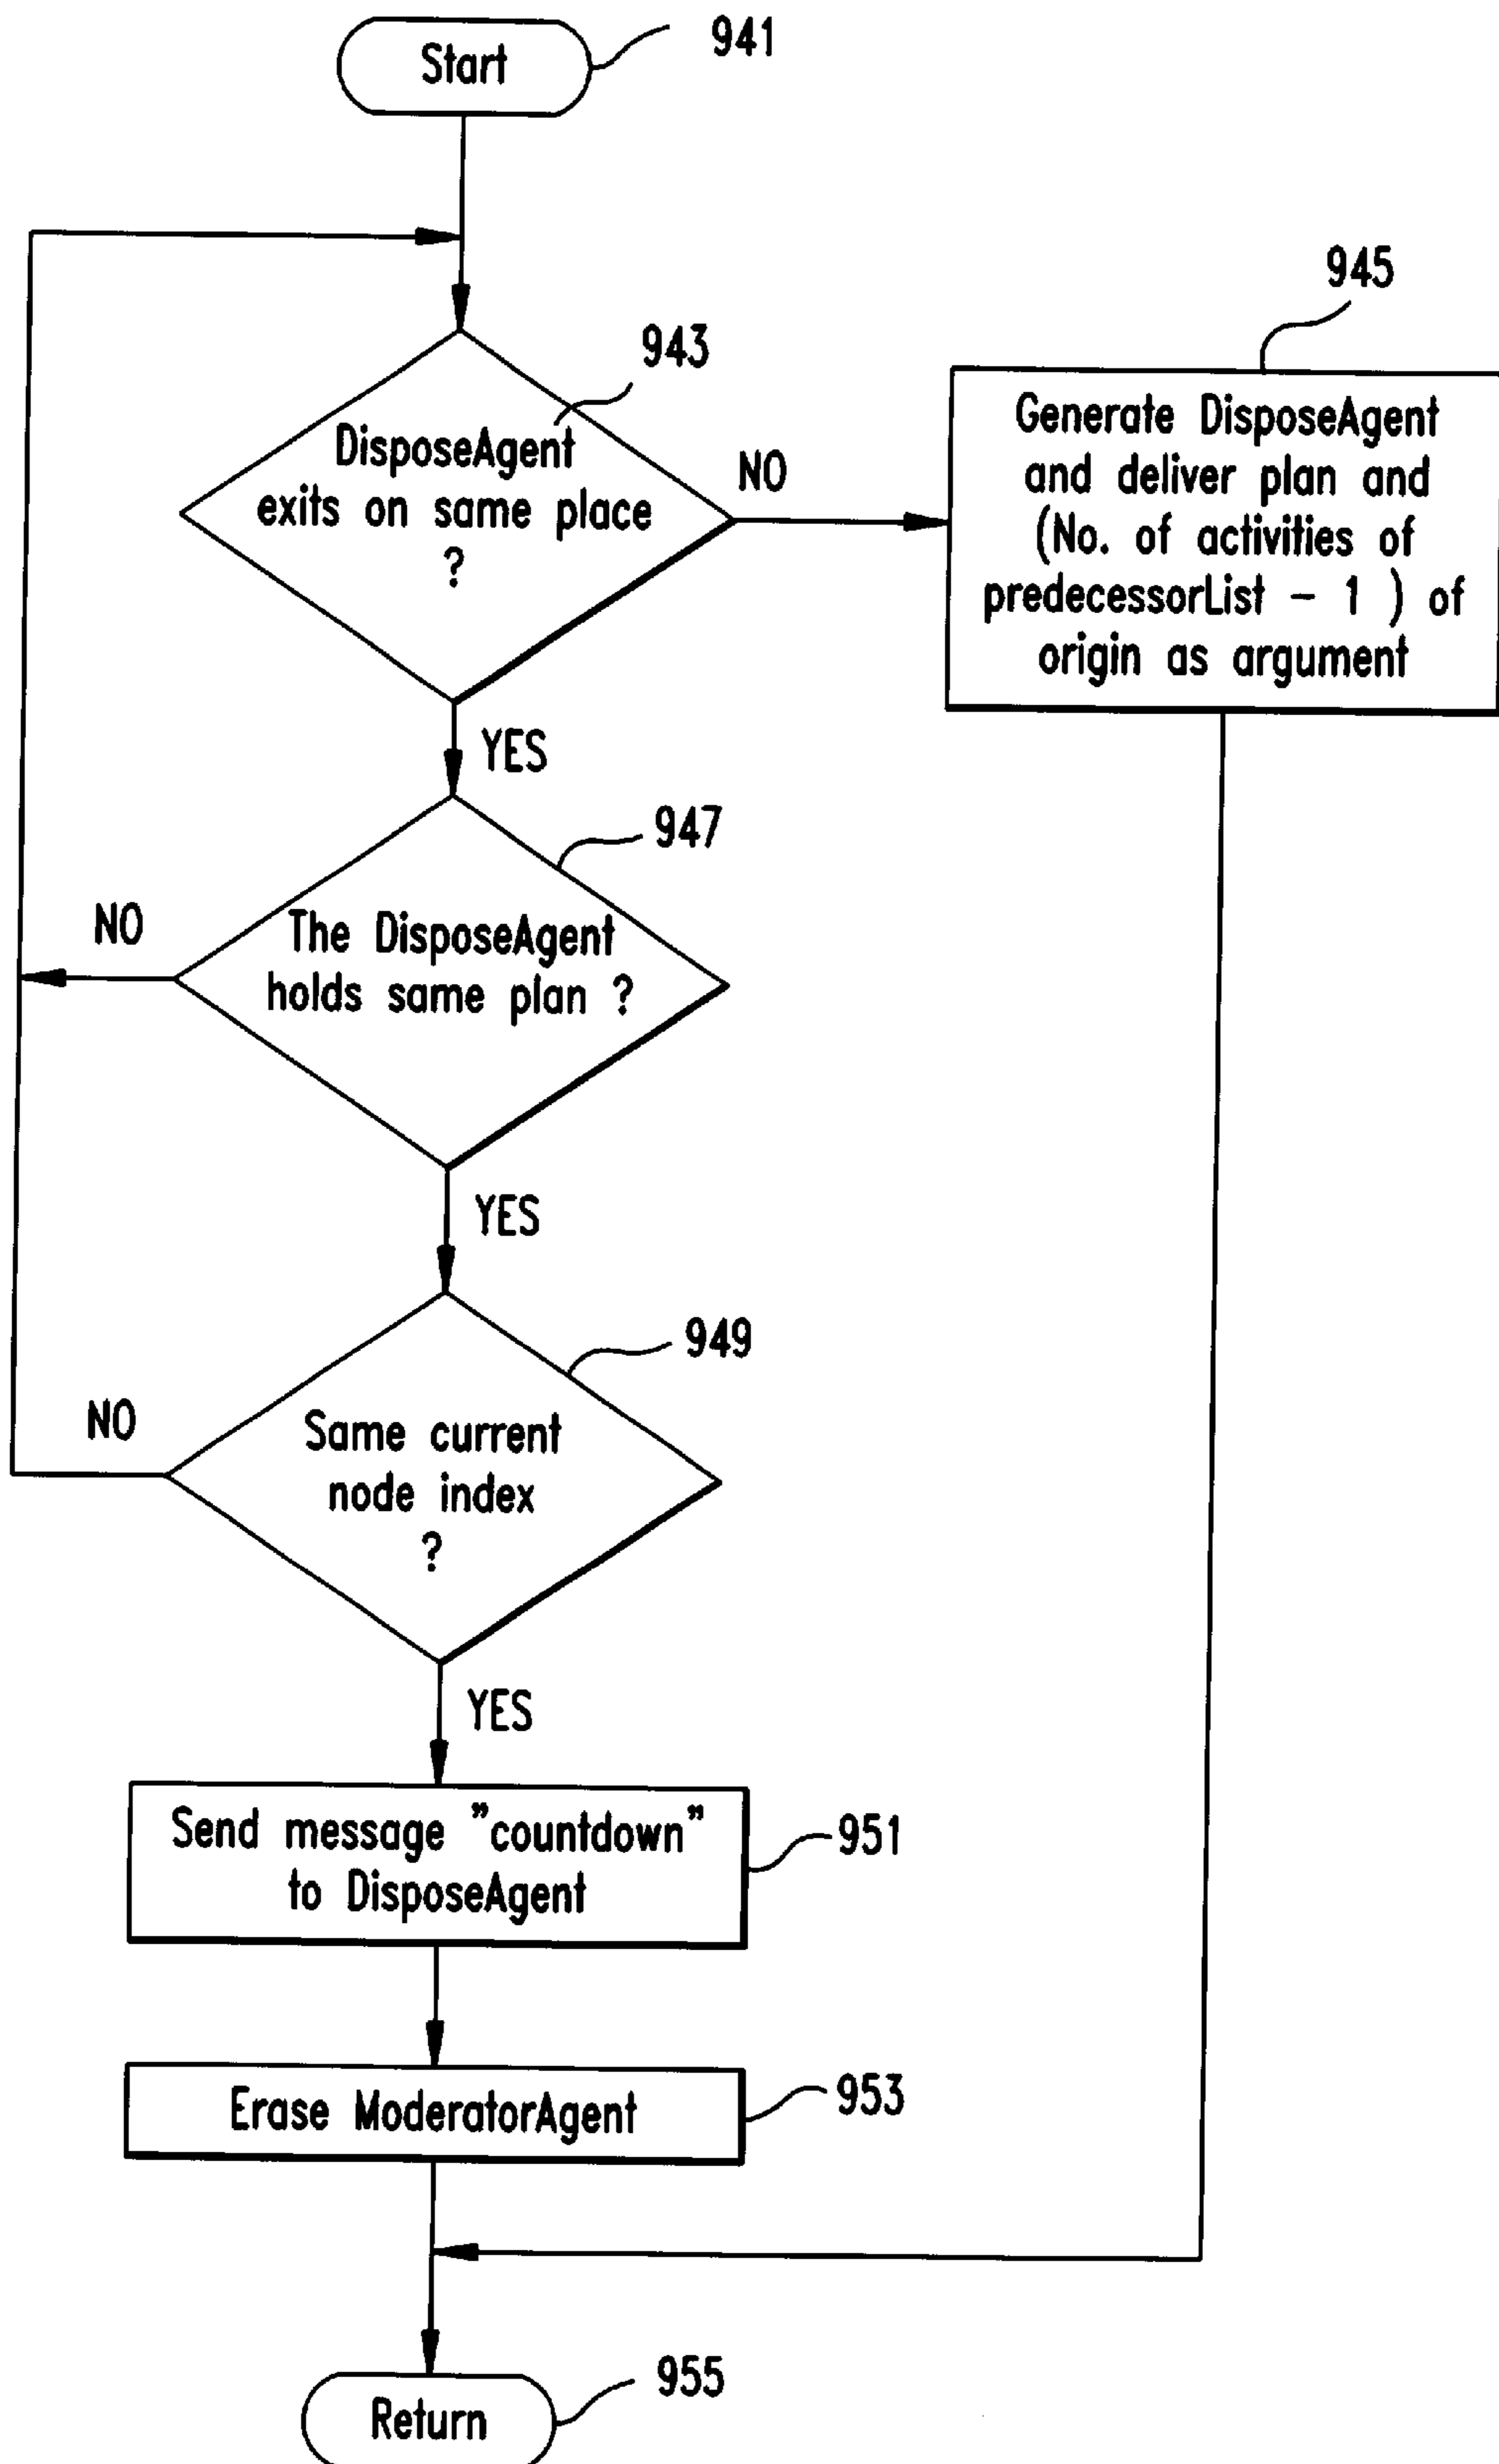 Start
941
943
DisposeAgent
exits on same place
?
NO
945
Generate DisposeAgent
and deliver plan and
(No. of activities of
predecessorList - 1 ) of
origin as argument
YES
947
The DisposeAgent
holds same plan ?
NO
YES
949
Same current
node index
?
NO
YES
Send message "countdown"
to DisposeAgent
951
Erase ModeratorAgent
953
Return
955